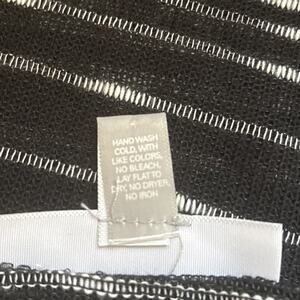 HAND WASH
COLD, WITH
LIKE COLORS,
NO BLEACH,
LAY FLAT TO
DRY, NO DRYER,
NO IRON